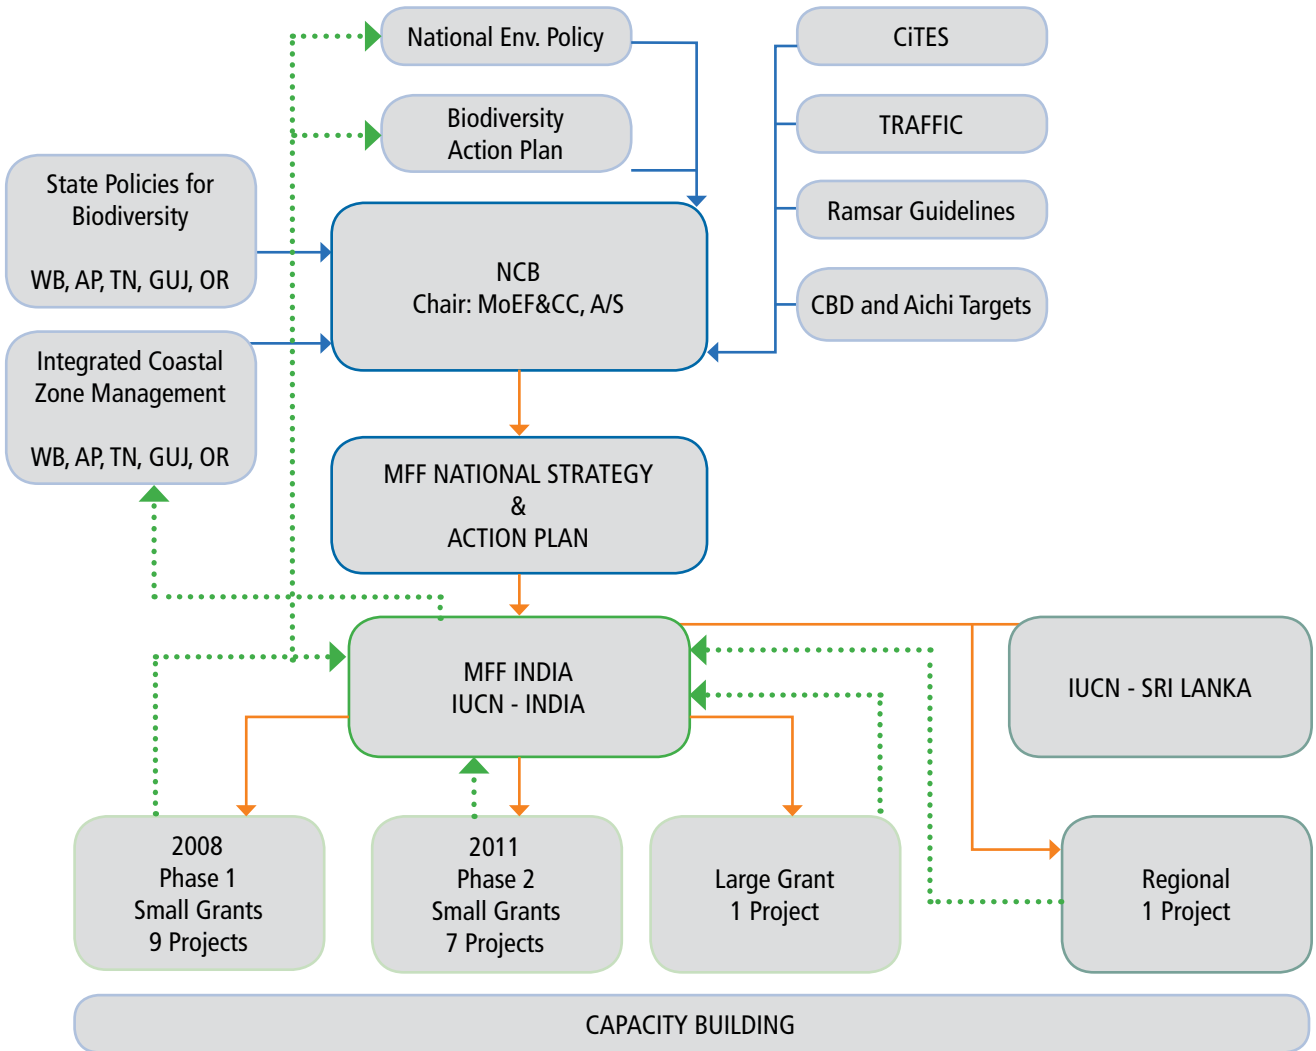 National Env. Policy
CiTES
Biodiversity
Action Plan
TRAFFIC
State Policies for
Biodiversity
WB, AP, TN, GUJ, OR
Ramsar Guidelines
NCB
Chair: MoEF&CC, A/S
CBD and Aichi Targets
Integrated Coastal
Zone Management
WB, AP, TN, GUJ, OR
MFF NATIONAL STRATEGY
&
ACTION PLAN
MFF INDIA
IUCN - INDIA
IUCN - SRI LANKA
2008
Phase 1
Small Grants
9 Projects
2011
Phase 2
Small Grants
7 Projects
Large Grant
1 Project
Regional
1 Project
CAPACITY BUILDING